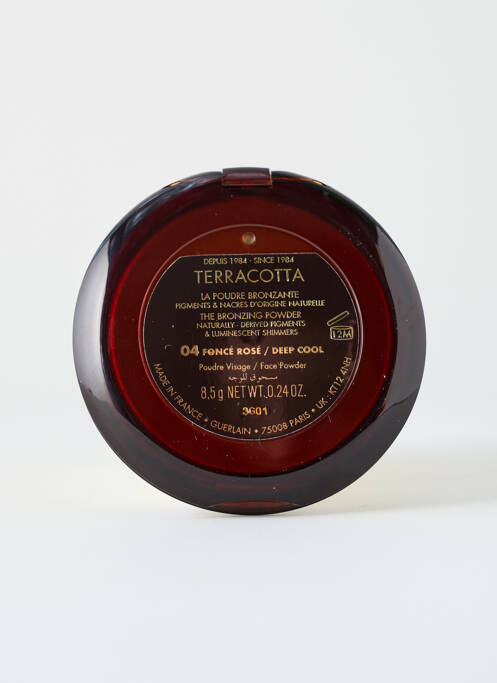 DEPUIS 1984 - SINCE 1984
TERRACOTTA
LA POUDRE BRONZANTE
PIGMENTS & NACRES D'ORIGINE NATURELLE
THE BRONZING POWDER
NATURALLY - DERIVED PIGMENTS
& LUMINESCENT SHIMMERS
12M
04 FONCÉ ROSÉ / DEEP COOL
Poudre Visage / Face Powder
مسحوق للوجه
8,5 g NET WT. 0.24 OZ.
3601
MADE IN FRANCE • GUERLAIN • 75008 PARIS • UK : KT12 4NH